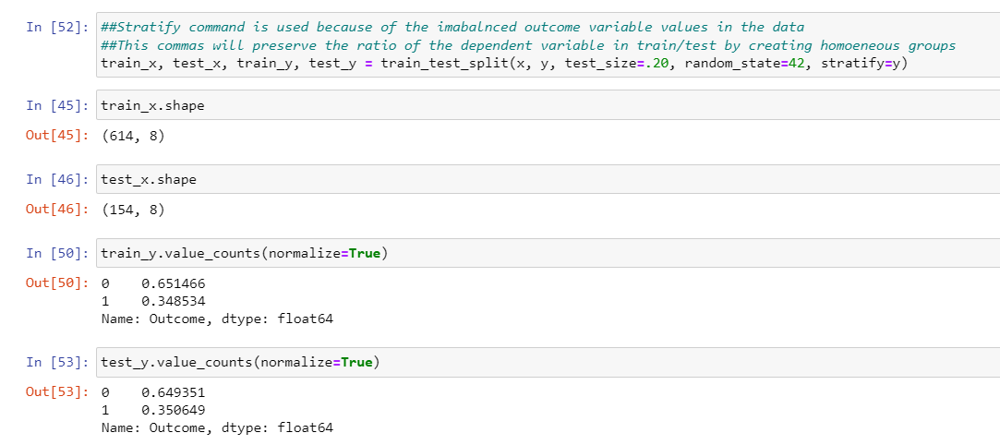 In [52]: ##Stratify command is used because of the imabalnced outcome variable values in the data
##This commas will preserve the ratio of the dependent variable in train/test by creating homoeneous groups
train_x, test_x, train_y, test_y = train_test_split(x, y, test_size=.20, random_state=42, stratify=y)
In [45]: train_x.shape
Out[45]: (614, 8)
In [46]: test_x.shape
Out[46]: (154, 8)
In [50]: train_y.value_counts(normalize=True)
Out[50]: 0    0.651466
1    0.348534
Name: Outcome, dtype: float64
In [53]: test_y.value_counts(normalize=True)
Out[53]: 0    0.649351
1    0.350649
Name: Outcome, dtype: float64